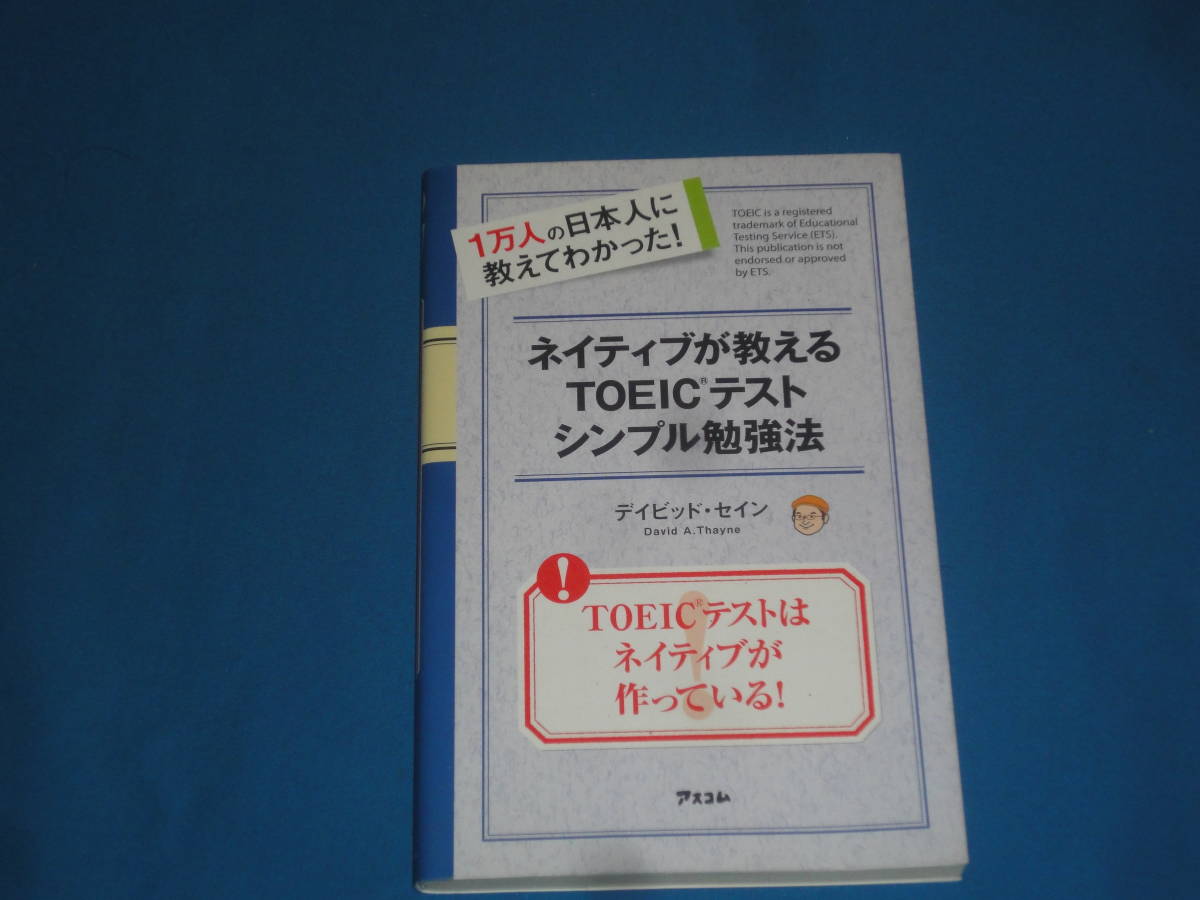 1万人の日本人に
教えてわかった!
TOEIC is a registered
trademark of Educational
Testing Service (ETS).
This publication is not
endorsed or approved
by ETS.
ネイティブが教える
TOEIC®テスト
シンプル勉強法
デイビッド・セイン
David A.Thayne
!
TOEIC®テストは
ネイティブが
作っている!
アスコム